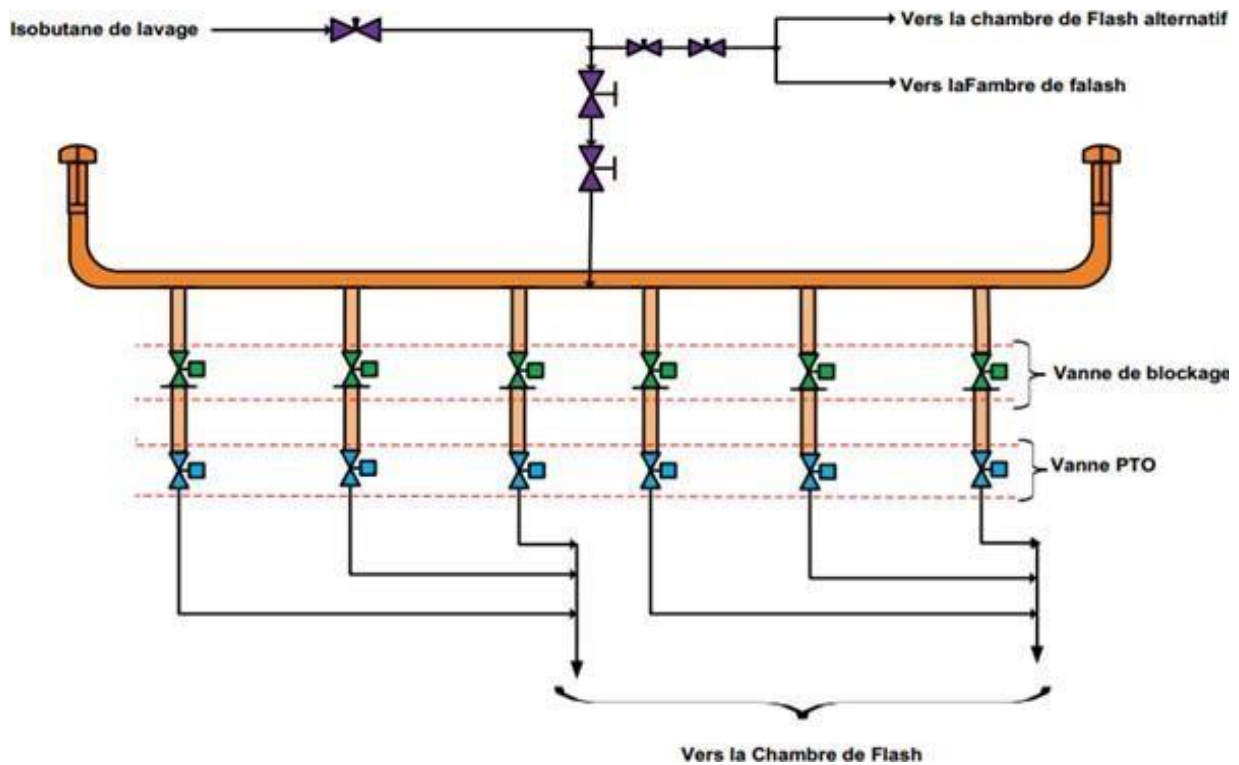 Isobutane de lavage
Vers la chambre de Flash alternatif
Vers laFambre de falash
Vanne de blockage
Vanne PTO
Vers la Chambre de Flash